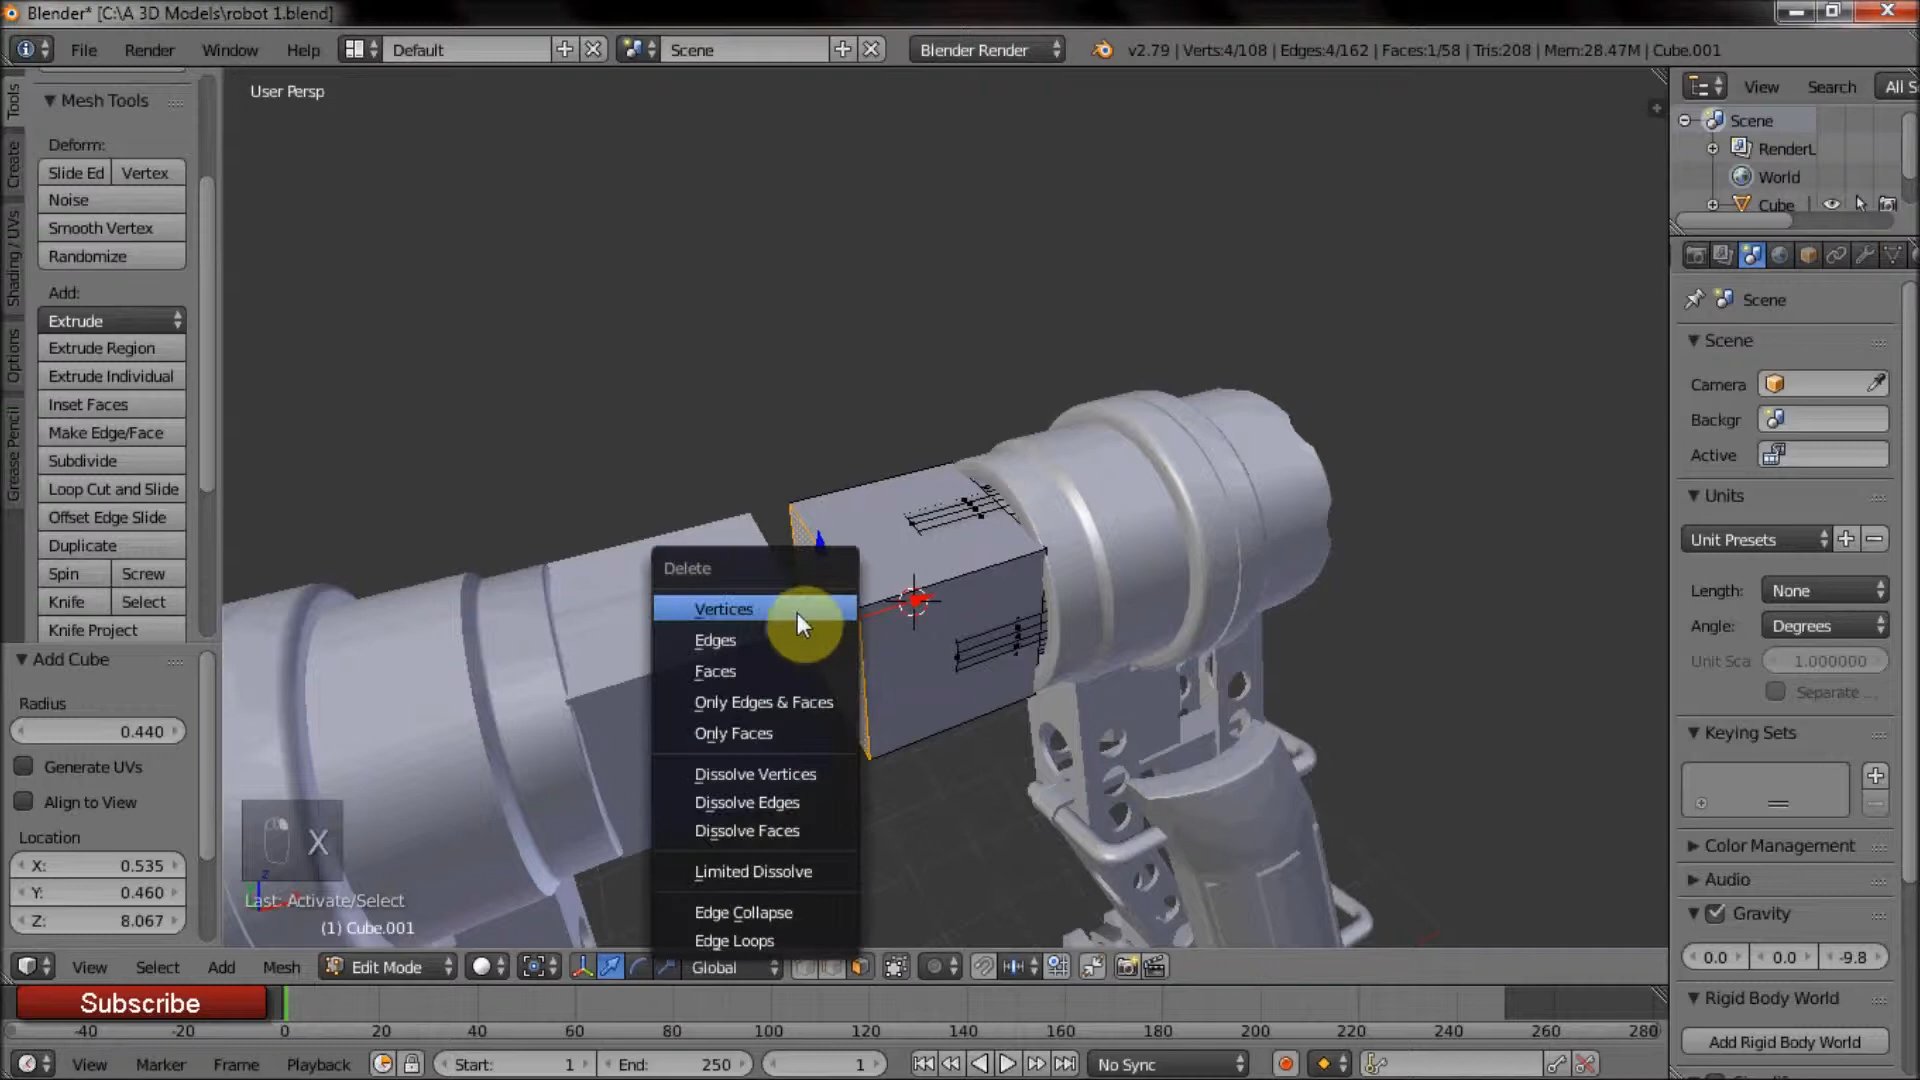 Blender* [C:\A 3D Models\robot 1.blend]
File Render Window Help Default Scene Blender Render v2.79 | Verts:4/108 | Edges:4/162 | Faces:1/58 | Tris:208 | Mem:28.47M | Cube.001
Tools
Create
Shading / UVs
Options
Grease Pencil
Mesh Tools
Deform:
Slide Ed Vertex
Noise
Smooth Vertex
Randomize
Add:
Extrude
Extrude Region
Extrude Individual
Inset Faces
Make Edge/Face
Subdivide
Loop Cut and Slide
Offset Edge Slide
Duplicate
Spin Screw
Knife Select
Knife Project
Add Cube
Radius
0.440
Generate UVs
Align to View
Location
X: 0.535
Y: 0.460
Z: 8.067
User Persp
X
Last: Activate/Select
(1) Cube.001
Delete
Vertices
Edges
Faces
Only Edges & Faces
Only Faces
Dissolve Vertices
Dissolve Edges
Dissolve Faces
Limited Dissolve
Edge Collapse
Edge Loops
View Search All S
Scene
RenderL
World
Cube
Scene
Scene
Camera
Backgr
Active
Units
Unit Presets
Length: None
Angle: Degrees
Unit Sca 1.000000
Separate ...
Keying Sets
Color Management
Audio
Gravity
0.0 0.0 -9.8
Rigid Body World
Add Rigid Body World
View Select Add Mesh Edit Mode Global
Subscribe
-40 -20 0 20 40 60 80 100 120 140 160 180 200 220 240 260 280
View Marker Frame Playback Start: 1 End: 250 1 No Sync